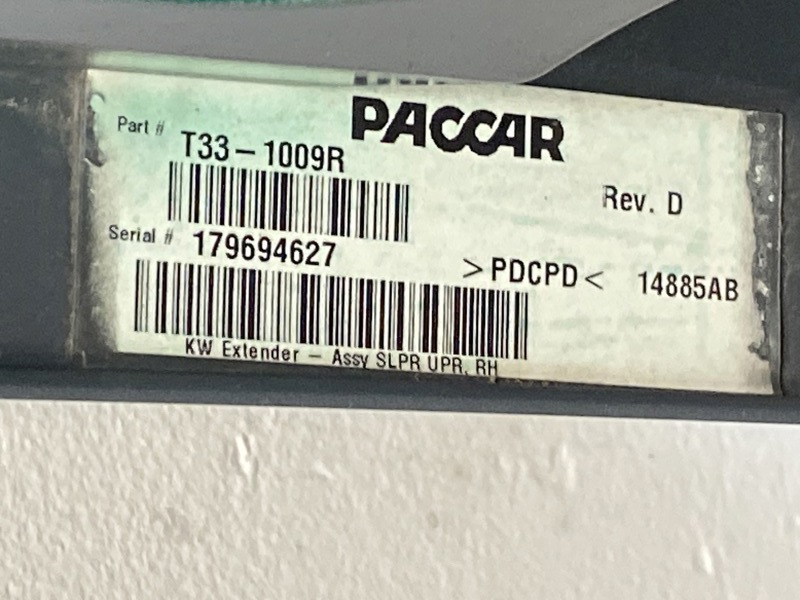 PACCAR
Part # T33-1009R
Rev. D
Serial # 179694627
>PDCPD< 14885AB
KW Extender - Assy SLPR UPR, RH